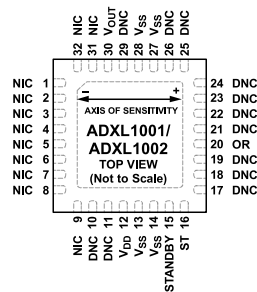 32 NIC
31 NIC
30 VOUT
29 DNC
28 VSS
27 VSS
26 DNC
25 DNC
NIC 1
NIC 2
NIC 3
NIC 4
NIC 5
NIC 6
NIC 7
NIC 8
– +
AXIS OF SENSITIVITY
ADXL1001/
ADXL1002
TOP VIEW
(Not to Scale)
24 DNC
23 DNC
22 DNC
21 DNC
20 OR
19 DNC
18 DNC
17 DNC
NIC 9
DNC 10
DNC 11
VDD 12
VSS 13
VSS 14
STANDBY 15
ST 16